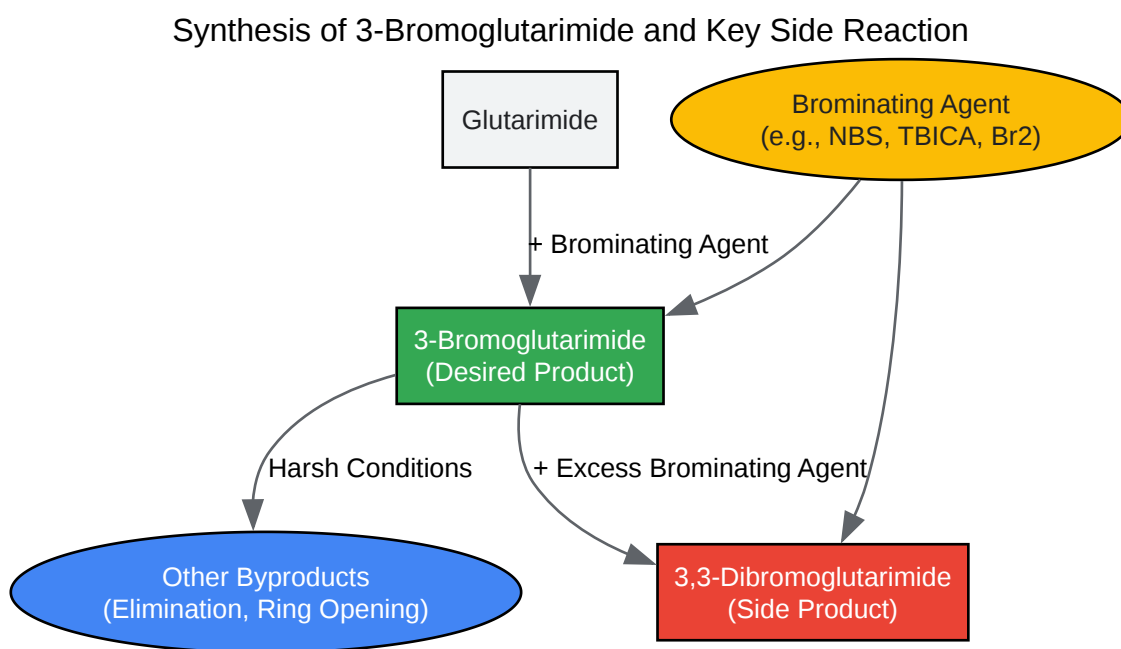 Synthesis of 3-Bromoglutarimide and Key Side Reaction
Glutarimide
Brominating Agent
(e.g., NBS, TBICA, Br2)
+ Brominating Agent
3-Bromoglutarimide
(Desired Product)
Harsh Conditions
+ Excess Brominating Agent
Other Byproducts
(Elimination, Ring Opening)
3,3-Dibromoglutarimide
(Side Product)